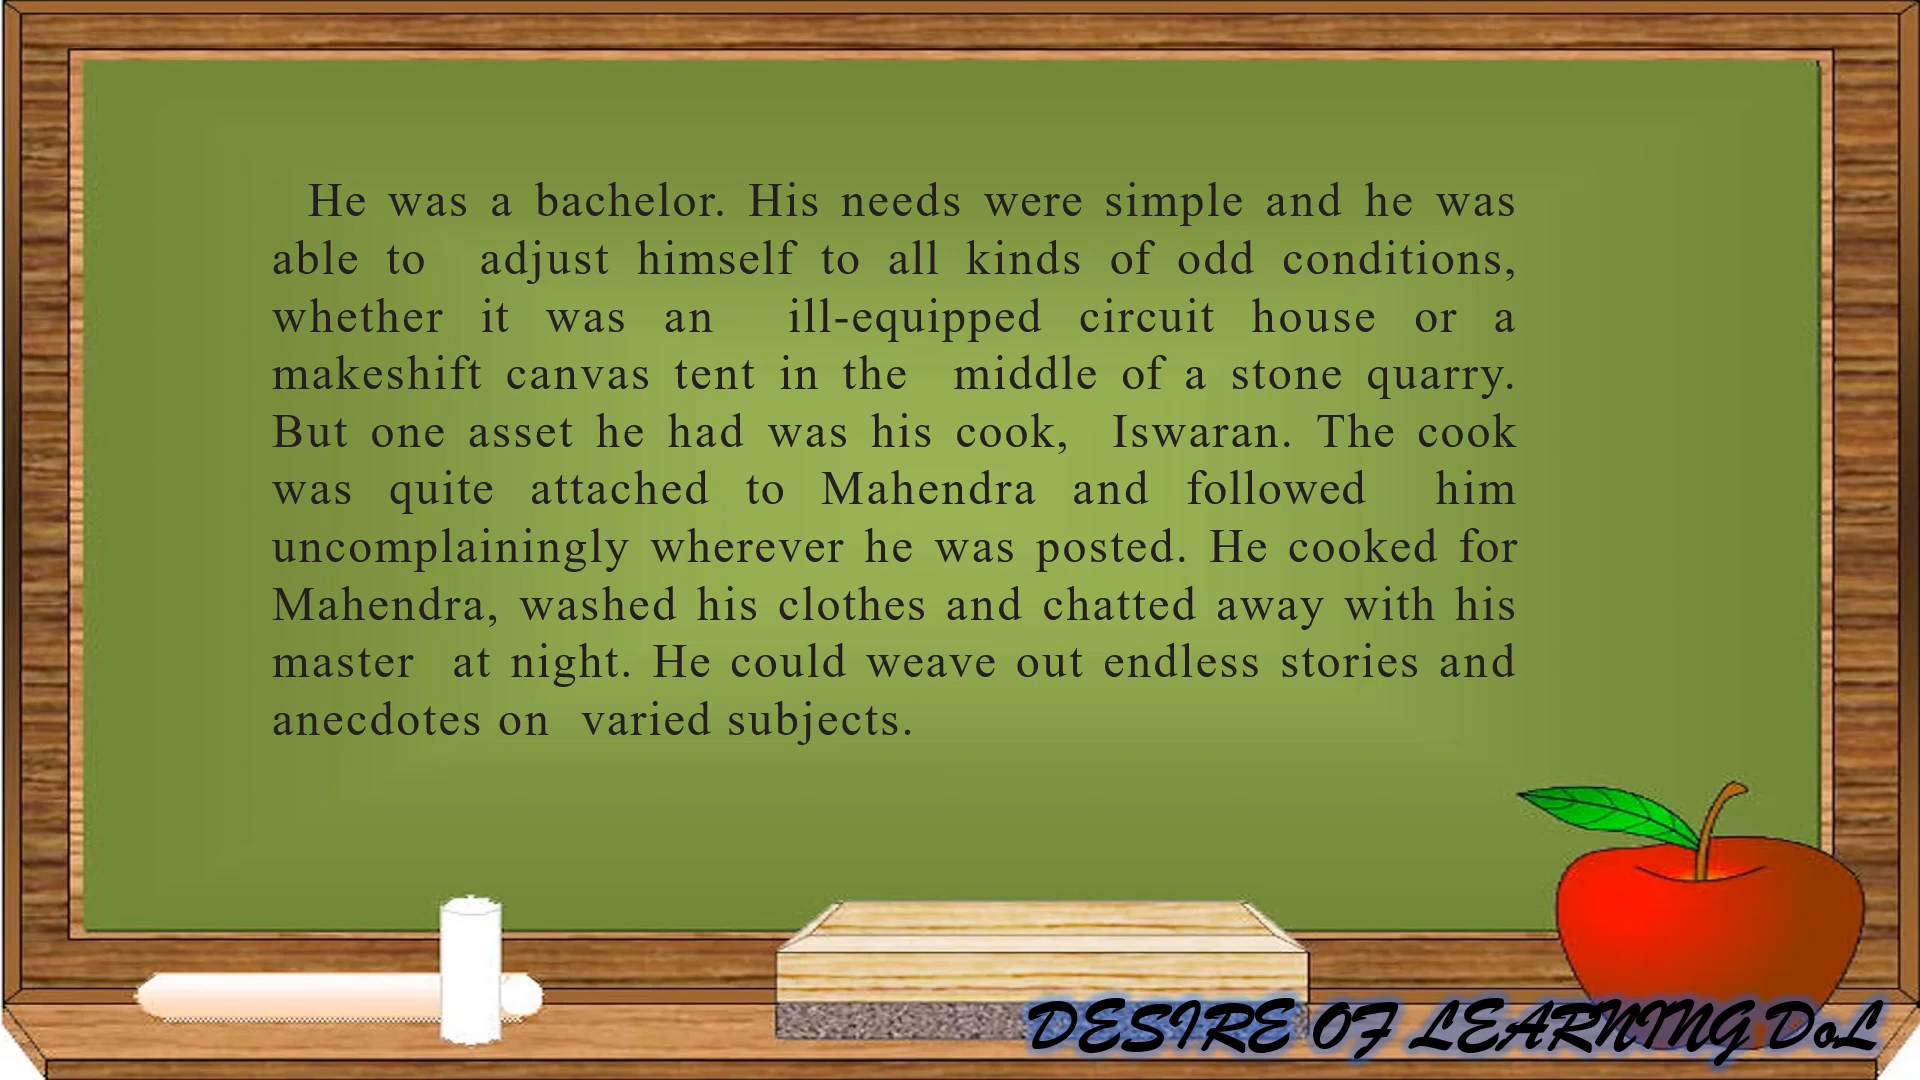 He was a bachelor. His needs were simple and he was
able to adjust himself to all kinds of odd conditions,
whether it was an ill-equipped circuit house or a
makeshift canvas tent in the middle of a stone quarry.
But one asset he had was his cook, Iswaran. The cook
was quite attached to Mahendra and followed him
uncomplainingly wherever he was posted. He cooked for
Mahendra, washed his clothes and chatted away with his
master at night. He could weave out endless stories and
anecdotes on varied subjects.
DESIRE OF LEARNING DoL